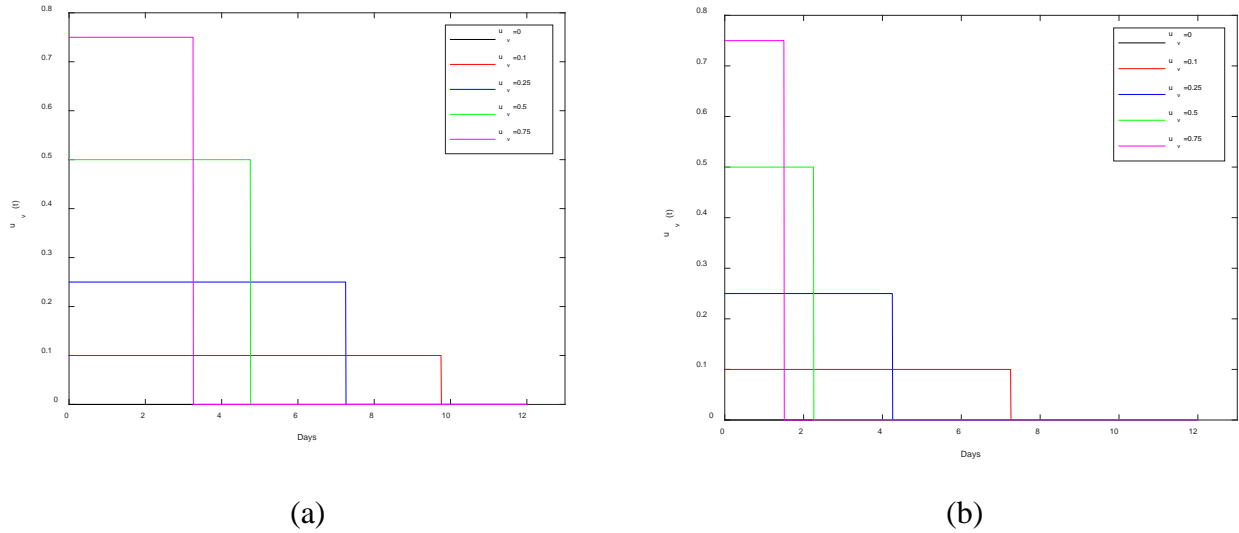 0.8
0.7
0.6
0.5
0.4
0.3
0.2
0.1
0
u v (t)
0 2 4 6 8 10 12
Days
u v =0
u v =0.1
u v =0.25
u v =0.5
u v =0.75
(a)
0.8
0.7
0.6
0.5
0.4
0.3
0.2
0.1
0
u v (t)
0 2 4 6 8 10 12
Days
u v =0
u v =0.1
u v =0.25
u v =0.5
u v =0.75
(b)